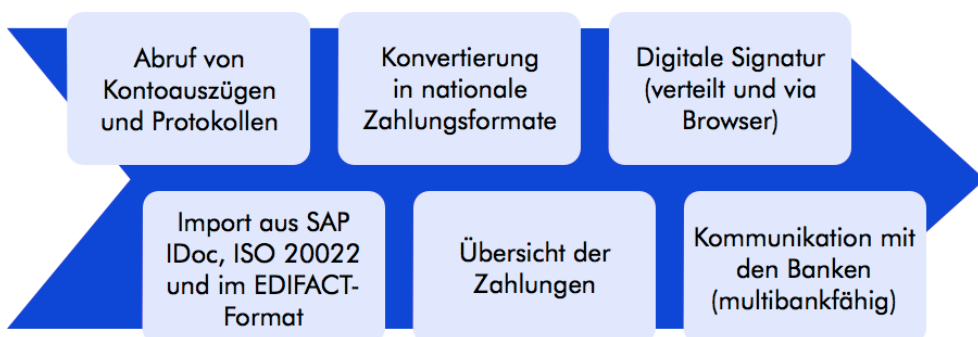 Abruf von
Kontoauszügen
und Protokollen
Konvertierung
in nationale
Zahlungsformate
Digitale Signatur
(verteilt und via
Browser)
Import aus SAP
IDoc, ISO 20022
und im EDIFACT-
Format
Übersicht der
Zahlungen
Kommunikation mit
den Banken
(multibankfähig)